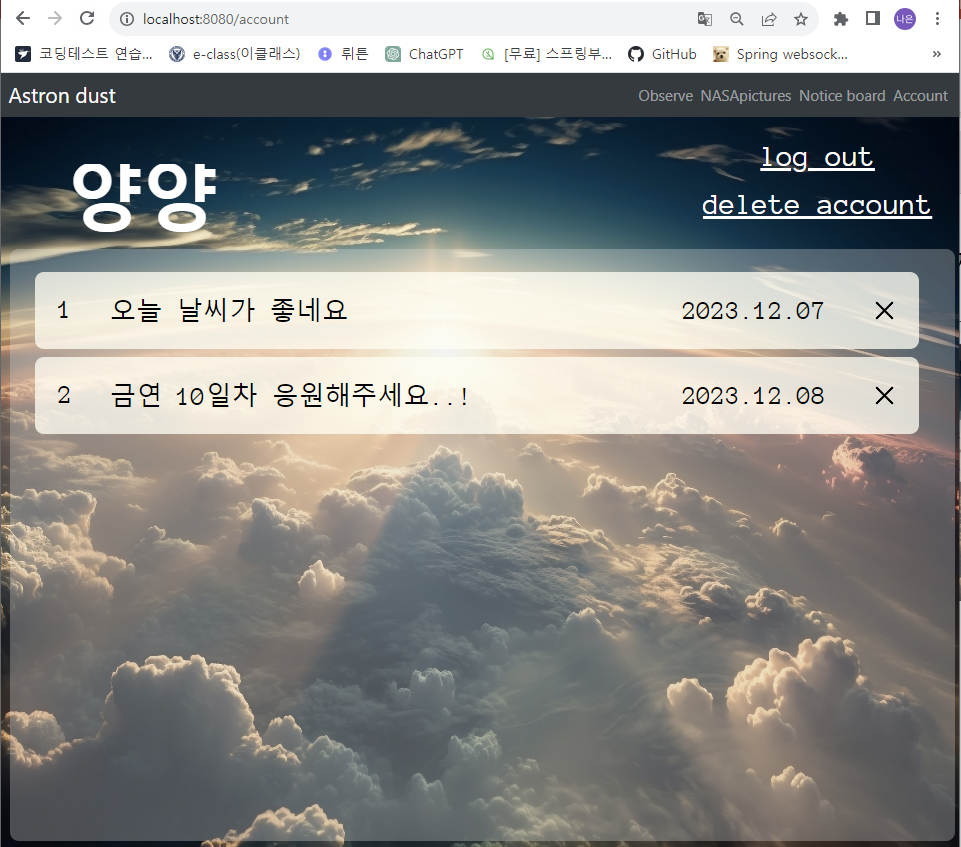 localhost:8080/account
나은
코딩테스트 연습...
e-class(이클래스)
뤼튼
ChatGPT
[무료] 스프링부...
GitHub
Spring websock...
»
Astron dust
Observe NASApictures Notice board Account
양양
log out
delete account
1 오늘 날씨가 좋네요 2023.12.07 ×
2 금연 10일차 응원해주세요..! 2023.12.08 ×